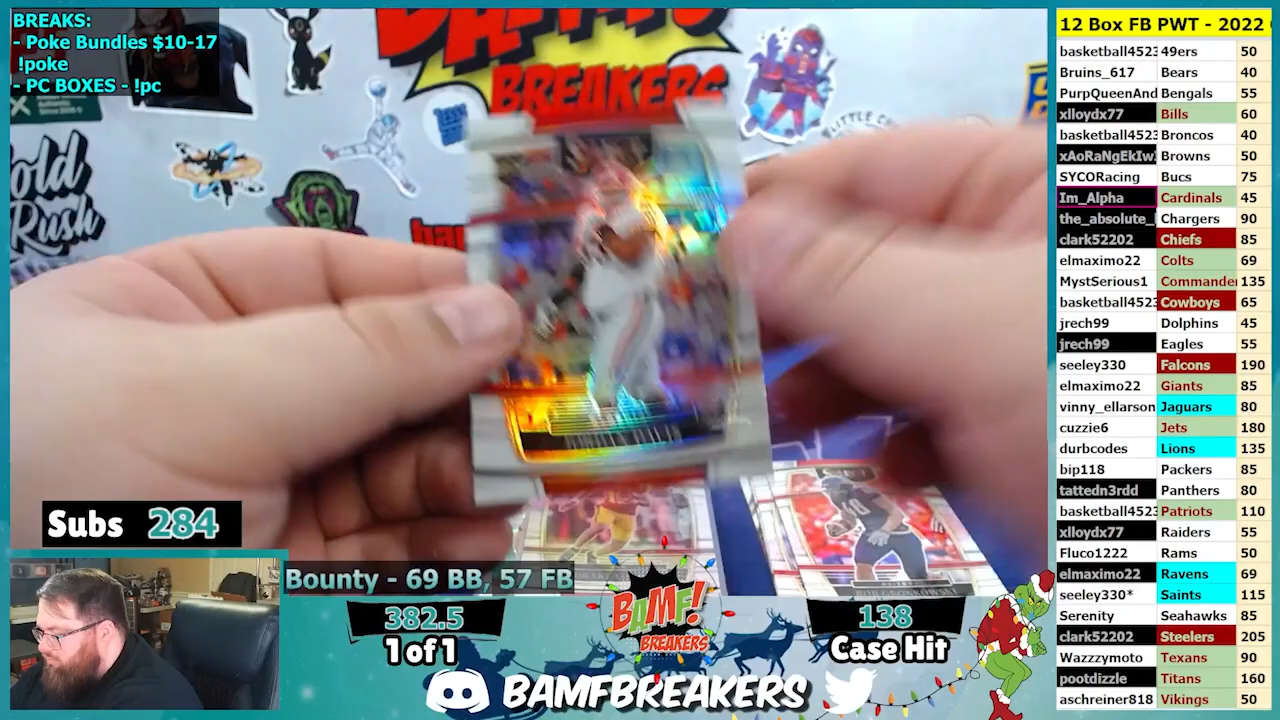 BREAKS:
- Poke Bundles $10-17
!poke
- PC BOXES - !pc
BREAKERS
old
Rush
LITTLE
Subs 284
Bounty - 69 BB, 57 FB
382.5
1 of 1
BAMF!
BREAKERS
138
Case Hit
BAMFBREAKERS
12 Box FB PWT - 2022
basketball4523 49ers 50
Bruins_617 Bears 40
PurpQueenAnd Bengals 55
xlloydx77 Bills 60
basketball4523 Broncos 40
xAoRaNgEkIw Browns 50
SYCORacing Bucs 75
Im_Alpha Cardinals 45
the_absolute_ Chargers 90
clark52202 Chiefs 85
elmaximo22 Colts 69
MystSerious1 Commander 135
basketball4523 Cowboys 65
jrech99 Dolphins 45
jrech99 Eagles 55
seeley330 Falcons 190
elmaximo22 Giants 85
vinny_ellarson Jaguars 80
cuzzie6 Jets 180
durbcodes Lions 135
bip118 Packers 85
tattedn3rdd Panthers 80
basketball4523 Patriots 110
xlloydx77 Raiders 55
Fluco1222 Rams 50
elmaximo22 Ravens 69
seeley330* Saints 115
Serenity Seahawks 85
clark52202 Steelers 205
Wazzzymoto Texans 90
pootdizzle Titans 160
aschreiner818 Vikings 50